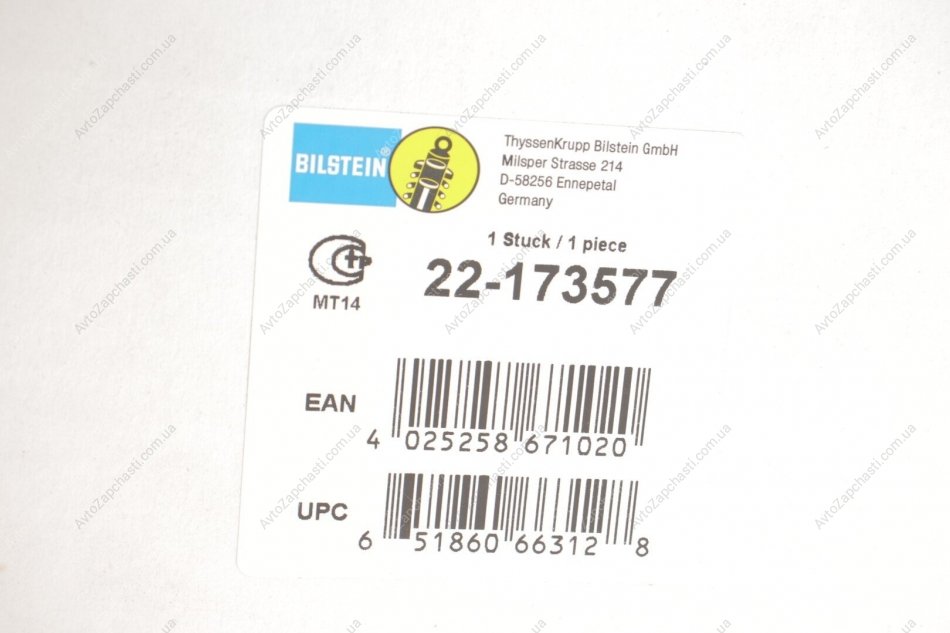 BILSTEIN®
ThyssenKrupp Bilstein GmbH
Milsper Strasse 214
D-58256 Ennepetal
Germany
1 Stuck / 1 piece
22-173577
MT14
EAN
4 025258 671020
UPC
6 51860 66312 8
AvtoZapchasti.com.ua